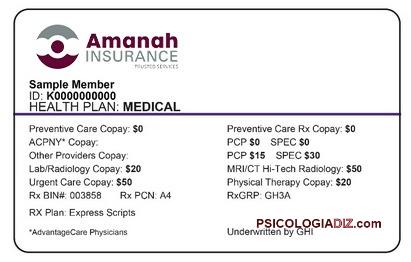 Amanah
INSURANCE
TRUSTED SERVICES
Sample Member
ID: K0000000000
HEALTH PLAN: MEDICAL
Preventive Care Copay: $0 Preventive Care Rx Copay: $0
ACPNY* Copay: PCP $0 SPEC $0
Other Providers Copay: PCP $15 SPEC $30
Lab/Radiology Copay: $20 MRI/CT Hi-Tech Radiology: $50
Urgent Care Copay: $50 Physical Therapy Copay: $20
Rx BIN#: 003858 Rx PCN: A4 RxGRP: GH3A
RX Plan: Express Scripts
PSICOLOGIADIZ.com
*AdvantageCare Physicians Underwritten by GHI